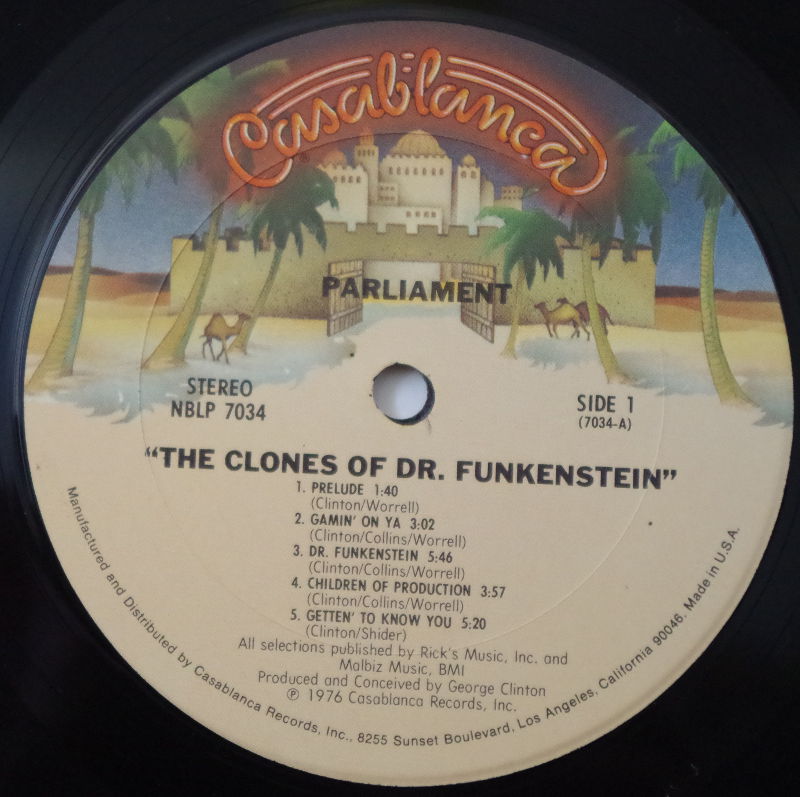 Casablanca
®
PARLIAMENT
STEREO
NBLP 7034
SIDE 1
(7034-A)
“THE CLONES OF DR. FUNKENSTEIN”
1. PRELUDE 1:40
(Clinton/Worrell)
2. GAMIN' ON YA 3:02
(Clinton/Collins/Worrell)
3. DR. FUNKENSTEIN 5:46
(Clinton/Collins/Worrell)
4. CHILDREN OF PRODUCTION 3:57
(Clinton/Collins/Worrell)
5. GETTEN' TO KNOW YOU 5:20
(Clinton/Shider)
All selections published by Rick's Music, Inc. and
Malbiz Music, BMI
Produced and Conceived by George Clinton
℗ 1976 Casablanca Records, Inc.
Manufactured and Distributed by Casablanca Records, Inc., 8255 Sunset Boulevard, Los Angeles, California 90046. Made in U.S.A.